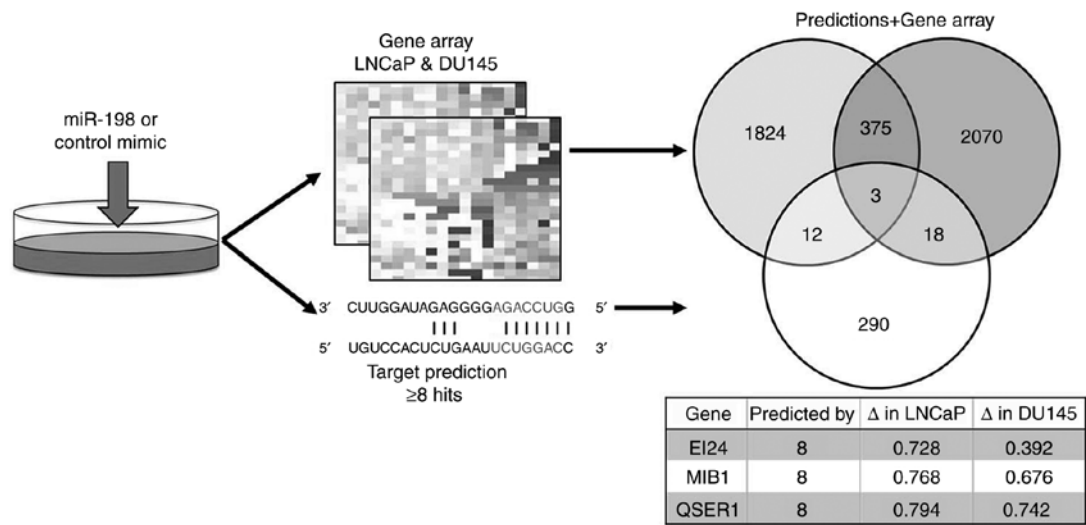 miR-198 or
control mimic
Gene array
LNCaP & DU145
3′ CUUGGAUAGAGGGGAGACCUGG 5′
5′ UGUCCACUCUGAAUUCUGGACC 3′
Target prediction
≥8 hits
Predictions+Gene array
1824
375
2070
3
12
18
290
Gene Predicted by Δ in LNCaP Δ in DU145
EI24 8 0.728 0.392
MIB1 8 0.768 0.676
QSER1 8 0.794 0.742